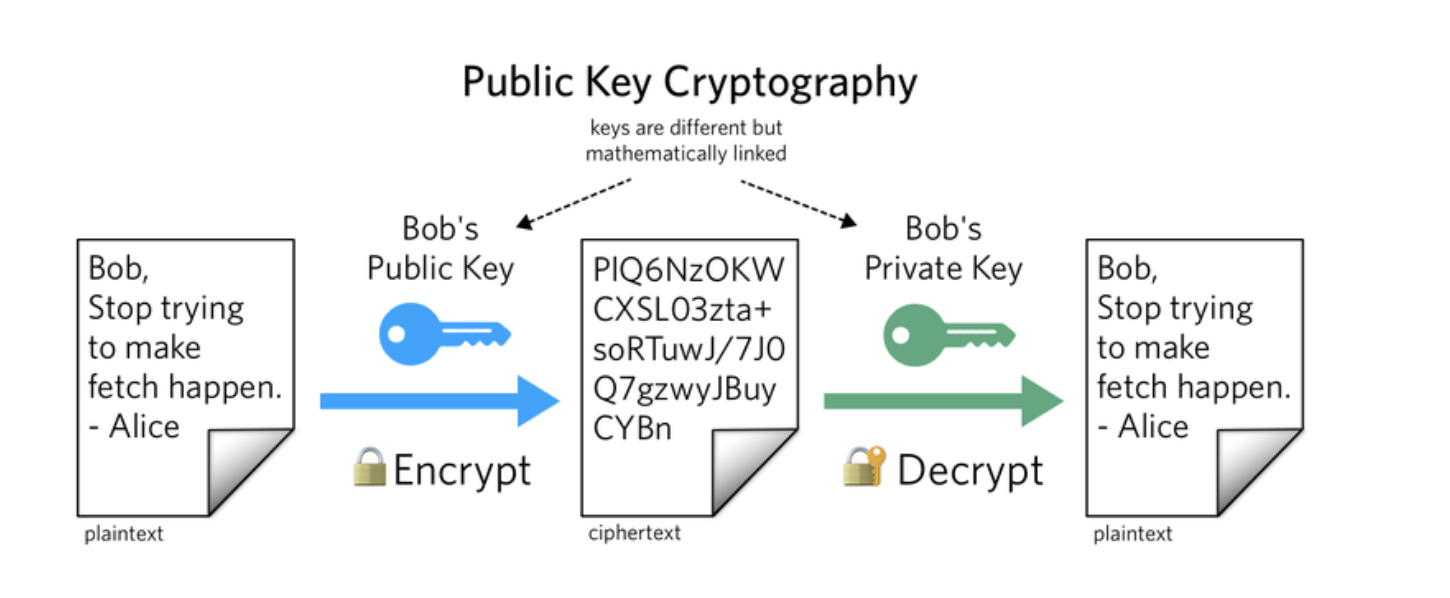 Public Key Cryptography
keys are different but
mathematically linked
Bob,
Stop trying
to make
fetch happen.
- Alice
plaintext
Bob's
Public Key
Encrypt
PlQ6NzOKW
CXSL03zta+
soRTuwJ/7J0
Q7gzwyJBuy
CYBn
ciphertext
Bob's
Private Key
Decrypt
Bob,
Stop trying
to make
fetch happen.
- Alice
plaintext